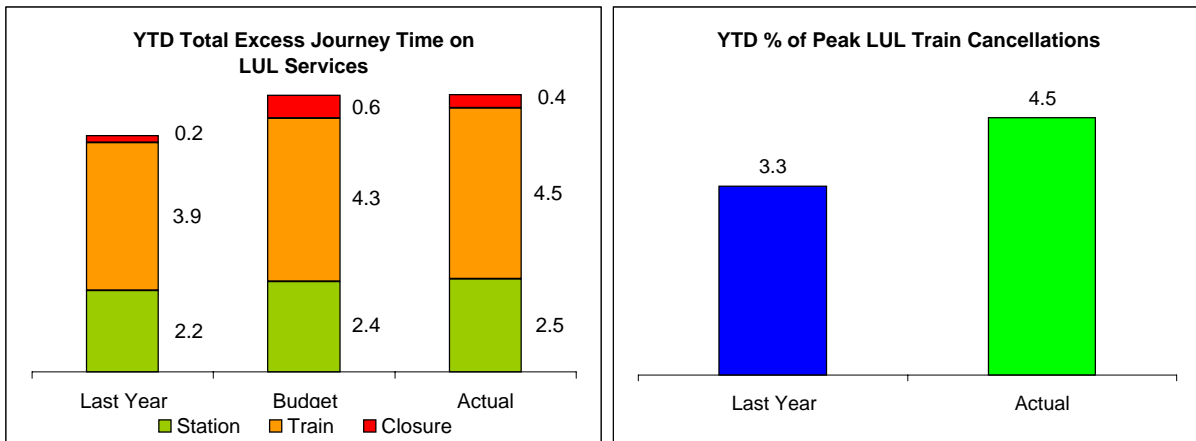 YTD Total Excess Journey Time on
LUL Services
0.2
3.9
2.2
0.6
4.3
2.4
0.4
4.5
2.5
Last Year
Budget
Actual
Station
Train
Closure
YTD % of Peak LUL Train Cancellations
3.3
4.5
Last Year
Actual